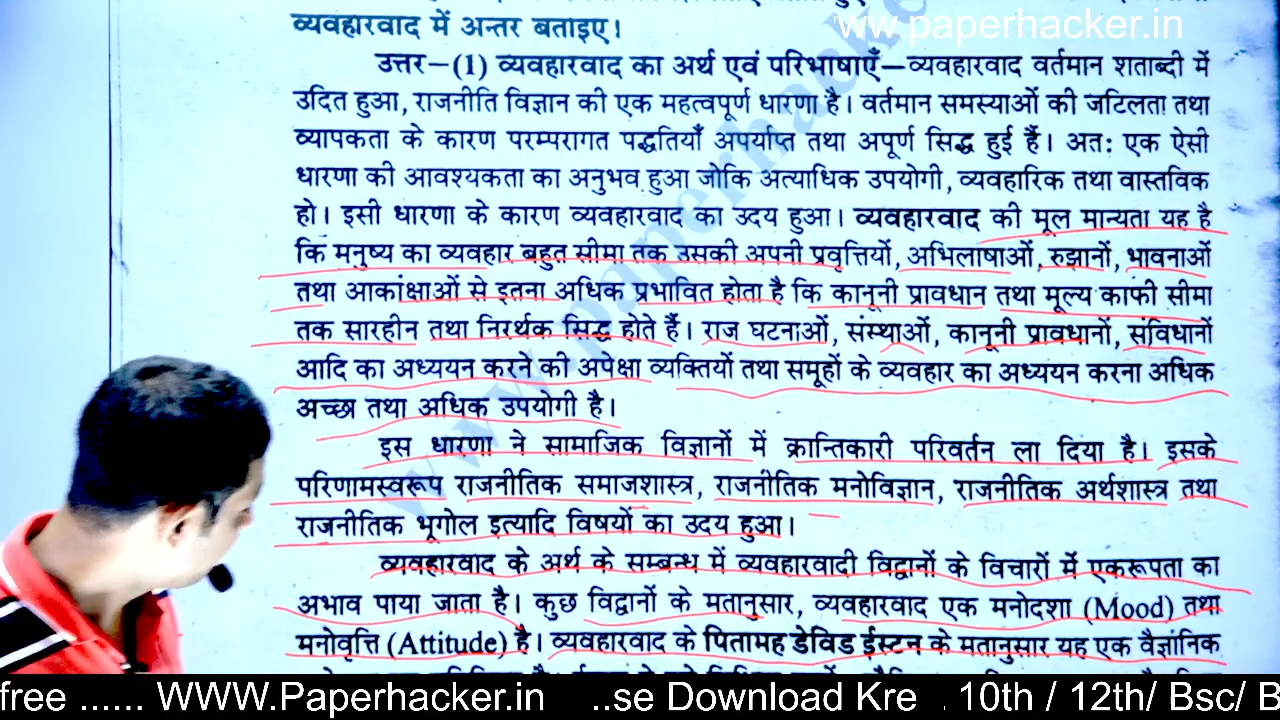 व्यवहारवाद में अन्तर बताइए।
www.paperhacker.in
उत्तर—(1) व्यवहारवाद का अर्थ एवं परिभाषाएँ—व्यवहारवाद वर्तमान शताब्दी में
उदित हुआ, राजनीति विज्ञान की एक महत्वपूर्ण धारणा है। वर्तमान समस्याओं की जटिलता तथा
व्यापकता के कारण परम्परागत पद्धतियाँ अपर्याप्त तथा अपूर्ण सिद्ध हुई हैं। अतः एक ऐसी
धारणा की आवश्यकता का अनुभव हुआ जोकि अत्याधिक उपयोगी, व्यवहारिक तथा वास्तविक
हो। इसी धारणा के कारण व्यवहारवाद का उदय हुआ। व्यवहारवाद की मूल मान्यता यह है
कि मनुष्य का व्यवहार बहुत सीमा तक उसकी अपनी प्रवृत्तियों, अभिलाषाओं, रुझानों, भावनाओं
तथा आकांक्षाओं से इतना अधिक प्रभावित होता है कि कानूनी प्रावधान तथा मूल्य काफी सीमा
तक सारहीन तथा निरर्थक सिद्ध होते हैं। राज घटनाओं, संस्थाओं, कानूनी प्रावधानों, संविधानों
आदि का अध्ययन करने की अपेक्षा व्यक्तियों तथा समूहों के व्यवहार का अध्ययन करना अधिक
अच्छा तथा अधिक उपयोगी है।
इस धारणा ने सामाजिक विज्ञानों में क्रान्तिकारी परिवर्तन ला दिया है। इसके
परिणामस्वरूप राजनीतिक समाजशास्त्र, राजनीतिक मनोविज्ञान, राजनीतिक अर्थशास्त्र तथा
राजनीतिक भूगोल इत्यादि विषयों का उदय हुआ।
व्यवहारवाद के अर्थ के सम्बन्ध में व्यवहारवादी विद्वानों के विचारों में एकरूपता का
अभाव पाया जाता है। कुछ विद्वानों के मतानुसार, व्यवहारवाद एक मनोदशा (Mood) तथा
मनोवृत्ति (Attitude) है। व्यवहारवाद के पितामह डेविड ईस्टन के मतानुसार यह एक वैज्ञांनिक
free ...... WWW.Paperhacker.in ..se Download Kre . 10th / 12th/ Bsc/ B